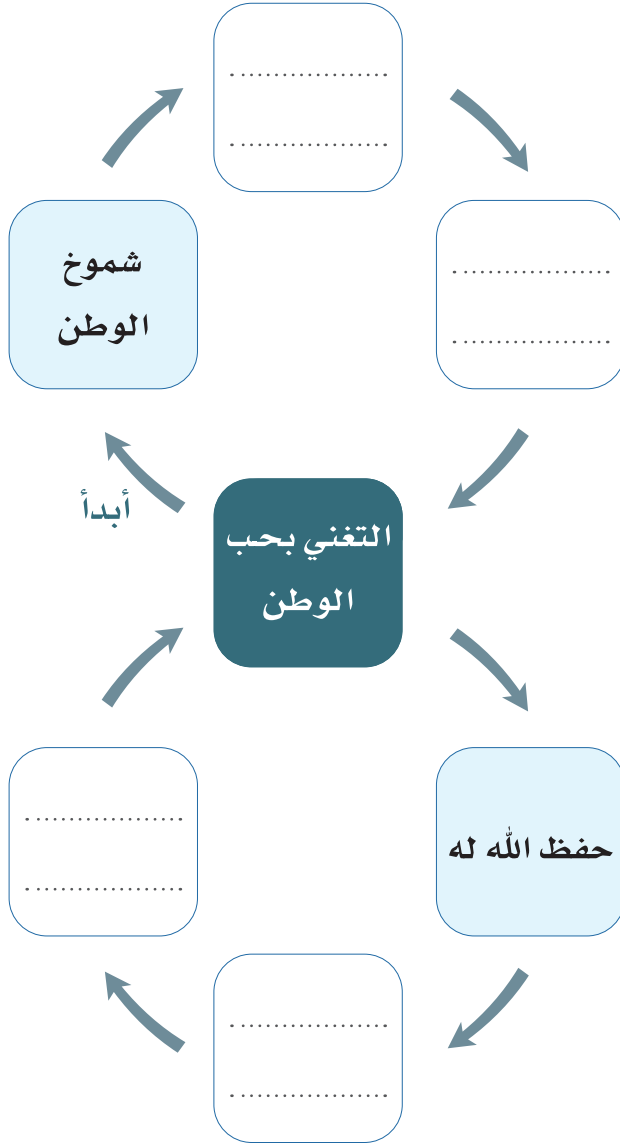 شموخ
الوطن
أبدأ
التغني بحب
الوطن
حفظ الله له